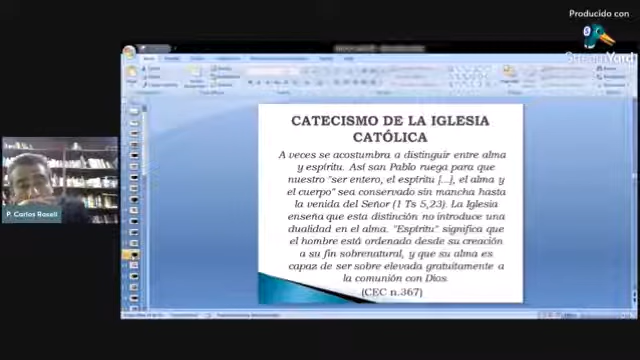 Producido con
StreamYard
CATECISMO DE LA IGLESIA
CATÓLICA
A veces se acostumbra a distinguir entre alma
y espíritu. Así san Pablo ruega para que
nuestro "ser entero, el espíritu [...], el alma y
el cuerpo" sea conservado sin mancha hasta
la venida del Señor (1 Ts 5,23). La Iglesia
enseña que esta distinción no introduce una
dualidad en el alma. "Espíritu" significa que
el hombre está ordenado desde su creación
a su fin sobrenatural, y que su alma es
capaz de ser sobre elevada gratuitamente a
la comunión con Dios
(CEC n.367)
P. Carlos Rosell